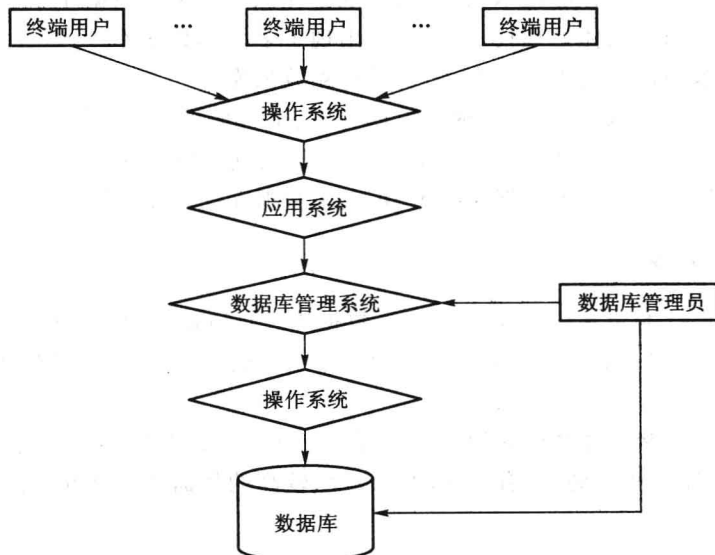 终端用户 … 终端用户 … 终端用户
操作系统
应用系统
数据库管理系统 数据库管理员
操作系统
数据库